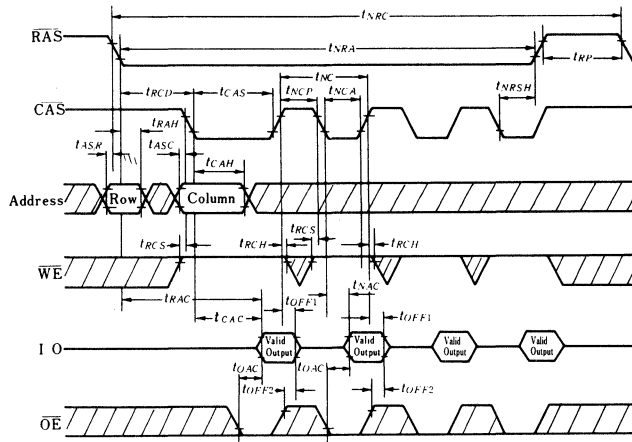 tNRC
RAS
tNRA
tRP
tRCD tCAS tNC
tNCP tNCA tNRSH
CAS
tRAH
tASR tASC
tCAH
Address Row Column
tRCS tRCH tRCS tRCH
WE
tRAC tNAC
tCAC tOFF1 tOFF1
I O Valid Output Valid Output Valid Output Valid Output
tOAC tOAC
tOFF2 tOFF2
OE